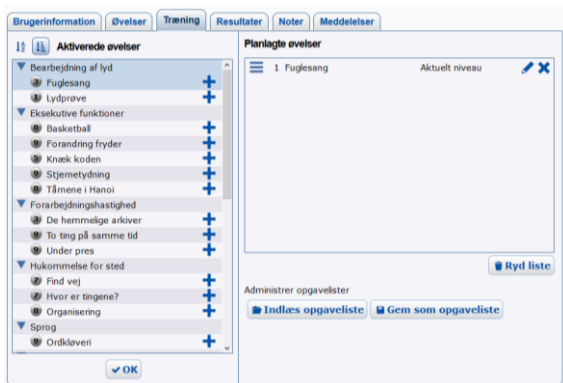 Brugerinformation Øvelser Træning Resultater Noter Meddelelser
Aktiverede øvelser
Bearbejdning af lyd
Fuglesang
Lydprøve
Eksekutive funktioner
Basketball
Forandring fryder
Knæk koden
Stjernetydning
Tårnene i Hanoi
Forarbejdningshastighed
De hemmelige arkiver
To ting på samme tid
Under pres
Hukommelse for sted
Find vej
Hvor er tingene?
Organisering
Sprog
Ordkløveri
OK
Planlagte øvelser
1 Fuglesang Aktuelt niveau
Ryd liste
Administrer opgavelister
Indlæs opgaveliste Gem som opgaveliste